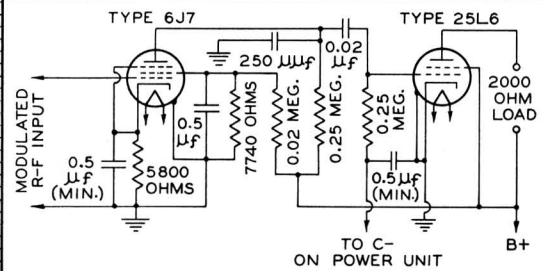 TYPE 6J7
TYPE 25L6
MODULATED
R-F INPUT
0.5
µf
(MIN.)
5800
OHMS
0.5
µf
7740 OHMS
250 µµf
0.02 MEG.
0.25 MEG.
0.02
µf
0.25
MEG.
0.5 µf
(MIN.)
2000
OHM
LOAD
TO C-
ON POWER UNIT
B+